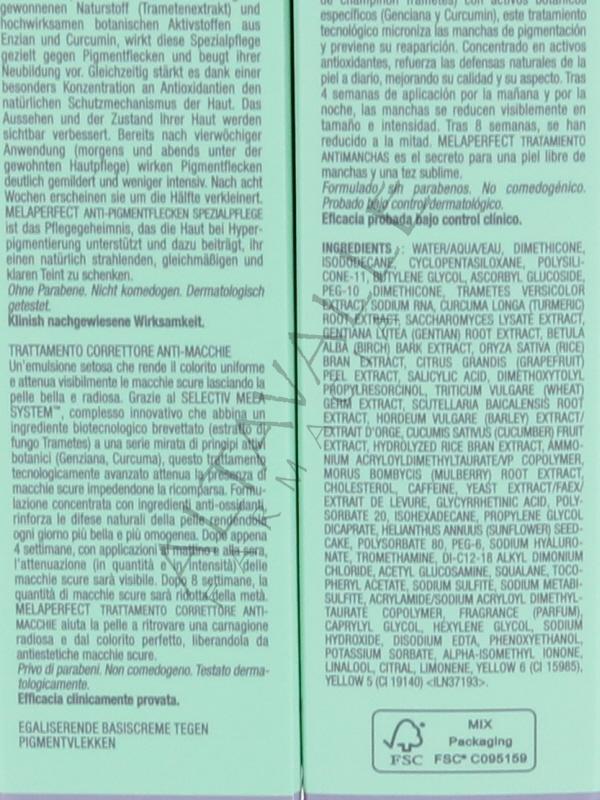 gewonnenen Naturstoff (Trametenextrakt) und
hochwirksamen botanischen Aktivstoffen aus
Enzian und Curcumin, wirkt diese Spezialpflege
gezielt gegen Pigmentflecken und beugt ihrer
Neubildung vor. Gleichzeitig stärkt es dank einer
besonders Konzentration an Antioxidantien den
natürlichen Schutzmechanismus der Haut. Das
Aussehen und der Zustand Ihrer Haut werden
sichtbar verbessert. Bereits nach vierwöchiger
Anwendung (morgens und abends unter der
gewohnten Hautpflege) wirken Pigmentflecken
deutlich gemildert und weniger intensiv. Nach acht
Wochen erscheinen sie um die Hälfte verkleinert.
MELAPERFECT ANTI-PIGMENTFLECKEN SPEZIALPFLEGE
ist das Pflegegeheimnis, das die Haut bei Hyper-
pigmentierung unterstützt und dazu beiträgt, ihr
einen natürlich strahlenden, gleichmäßigen und
klaren Teint zu schenken.
Ohne Parabene. Nicht komedogen. Dermatologisch
getestet.
Klinish nachgewiesene Wirksamkeit.
TRATTAMENTO CORRETTORE ANTI-MACCHIE
Un'emulsione setosa che rende il colorito uniforme
e attenua visibilmente le macchie scure lasciando la
pelle bella e radiosa. Grazie al SELECTIV MELA
SYSTEM™, complesso innovativo che abbina un
ingrediente biotecnologico brevettato (estratto di
fungo Trametes) a una serie mirata di principi attivi
botanici (Genziana, Curcuma), questo trattamento
tecnologicamente avanzato attenua la presenza di
macchie scure impedendone la ricomparsa. Formu-
lazione concentrata con ingredienti anti-ossidanti,
rinforza le difese naturali della pelle rendendola
ogni giorno più bella e più omogenea. Dopo appena
4 settimane, con applicazioni al mattino e alla sera,
l'attenuazione (in quantità e in intensità) delle
macchie scure sarà visibile. Dopo 8 settimane, la
quantità di macchie scure sarà ridotta della metà.
MELAPERFECT TRATTAMENTO CORRETTORE ANTI-
MACCHIE aiuta la pelle a ritrovare una carnagione
radiosa e dal colorito perfetto, liberandola da
antiestetiche macchie scure.
Privo di parabeni. Non comedogeno. Testato derma-
tologicamente.
Efficacia clinicamente provata.
EGALISERENDE BASISCREME TEGEN
PIGMENTVLEKKEN
de champiñón Trametes) con activos botánicos
específicos (Genciana y Curcumin), este tratamiento
tecnológico microniza las manchas de pigmentación
y previene su reaparición. Concentrado en activos
antioxidantes, refuerza las defensas naturales de la
piel a diario, mejorando su calidad y su aspecto. Tras
4 semanas de aplicación por la mañana y por la
noche, las manchas se reducen visiblemente en
tamaño e intensidad. Tras 8 semanas, se han
reducido a la mitad. MELAPERFECT TRATAMIENTO
ANTIMANCHAS es el secreto para una piel libre de
manchas y una tez sublime.
Formulado sin parabenos. No comedogénico.
Probado bajo control dermatológico.
Eficacia probada bajo control clínico.
INGREDIENTS : WATER/AQUA/EAU, DIMETHICONE,
ISODODECANE, CYCLOPENTASILOXANE, POLYSILI-
CONE-11, BUTYLENE GLYCOL, ASCORBYL GLUCOSIDE,
PEG-10 DIMETHICONE, TRAMETES VERSICOLOR
EXTRACT, SODIUM RNA, CURCUMA LONGA (TURMERIC)
ROOT EXTRACT, SACCHAROMYCES LYSATE EXTRACT,
GENTIANA LUTEA (GENTIAN) ROOT EXTRACT, BETULA
ALBA (BIRCH) BARK EXTRACT, ORYZA SATIVA (RICE)
BRAN EXTRACT, CITRUS GRANDIS (GRAPEFRUIT)
PEEL EXTRACT, SALICYLIC ACID, DIMETHOXYTOLYL
PROPYLRESORCINOL, TRITICUM VULGARE (WHEAT)
GERM EXTRACT, SCUTELLARIA BAICALENSIS ROOT
EXTRACT, HORDEUM VULGARE (BARLEY) EXTRACT/
EXTRAIT D'ORGE, CUCUMIS SATIVUS (CUCUMBER) FRUIT
EXTRACT, HYDROLYZED RICE BRAN EXTRACT, AMMO-
NIUM ACRYLOYLDIMETHYLTAURATE/VP COPOLYMER,
MORUS BOMBYCIS (MULBERRY) ROOT EXTRACT,
CHOLESTEROL, CAFFEINE, YEAST EXTRACT/FAEX/
EXTRAIT DE LEVURE, GLYCYRRHETINIC ACID, POLY-
SORBATE 20, ISOHEXADECANE, PROPYLENE GLYCOL
DICAPRATE, HELIANTHUS ANNUUS (SUNFLOWER) SEED-
CAKE, POLYSORBATE 80, PEG-6, SODIUM HYALURO-
NATE, TROMETHAMINE, DI-C12-18 ALKYL DIMONIUM
CHLORIDE, ACETYL GLUCOSAMINE, SQUALANE, TOCO-
PHERYL ACETATE, SODIUM SULFITE, SODIUM METABI-
SULFITE, ACRYLAMIDE/SODIUM ACRYLOYL DIMETHYL-
TAURATE COPOLYMER, FRAGRANCE (PARFUM),
CAPRYLYL GLYCOL, HEXYLENE GLYCOL, SODIUM
HYDROXIDE, DISODIUM EDTA, PHENOXYETHANOL,
POTASSIUM SORBATE, ALPHA-ISOMETHYL IONONE,
LINALOOL, CITRAL, LIMONENE, YELLOW 6 (CI 15985),
YELLOW 5 (CI 19140) <ILN37193>.
MIX
Packaging
FSC FSC® C095159